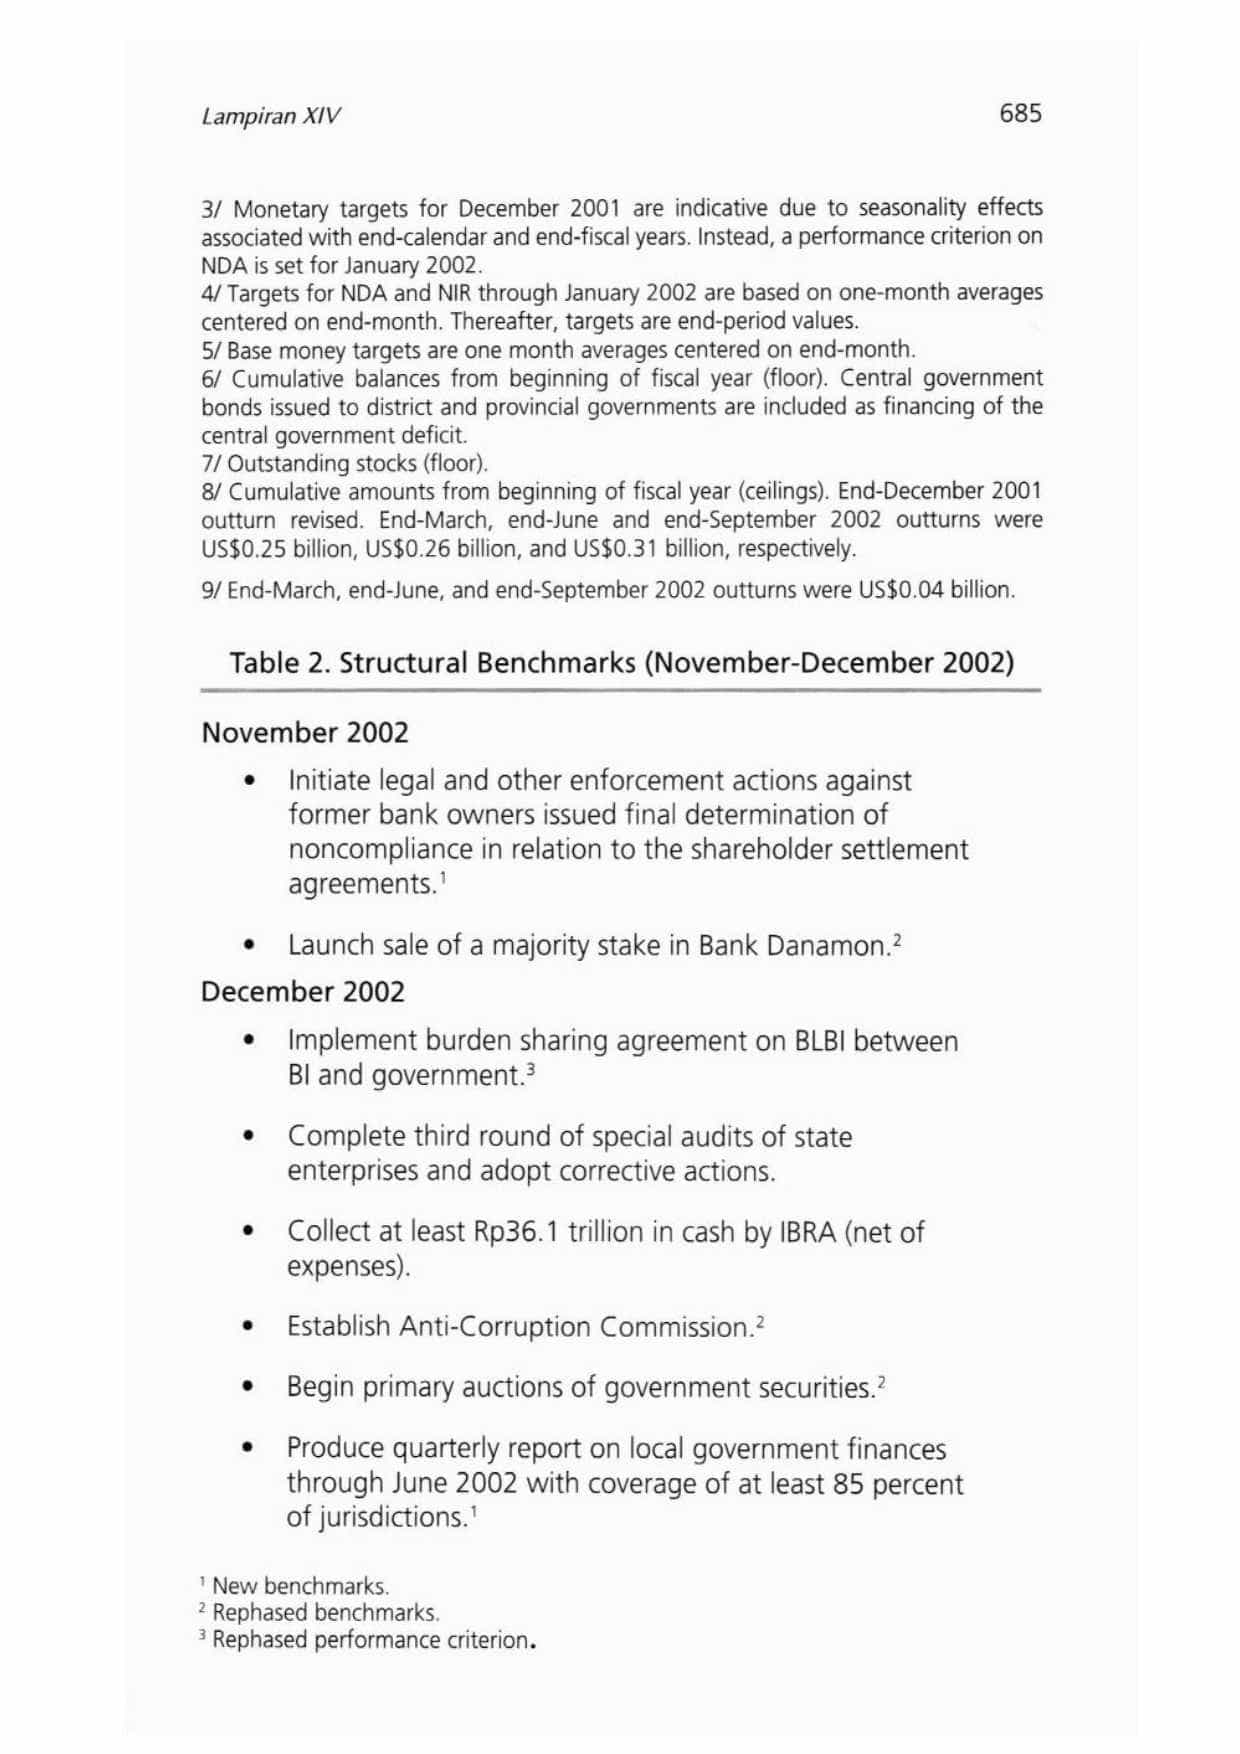 Lampiran XIV 685
3/ Monetary targets for December 2001 are indicative due to seasonality effects
associated with end-calendar and end-fiscal years. Instead, a performance criterion on
NDA is set for January 2002.
4/ Targets for NDA and NIR through January 2002 are based on one-month averages
centered on end-month. Thereafter, targets are end-period values.
5/ Base money targets are one month averages centered on end-month.
6/ Cumulative balances from beginning of fiscal year (floor). Central government
bonds issued to district and provincial governments are included as financing of the
central government deficit.
7/ Outstanding stocks (floor).
8/ Cumulative amounts from beginning of fiscal year (ceilings). End-December 2001
outturn revised. End-March, end-June and end-September 2002 outturns were
US$0.25 billion, US$0.26 billion, and US$0.31 billion, respectively.
9/ End-March, end-June, and end-September 2002 outturns were US$0.04 billion.
Table 2. Structural Benchmarks (November-December 2002)
November 2002
• Initiate legal and other enforcement actions against
former bank owners issued final determination of
noncompliance in relation to the shareholder settlement
agreements.¹
• Launch sale of a majority stake in Bank Danamon.²
December 2002
• Implement burden sharing agreement on BLBI between
BI and government.³
• Complete third round of special audits of state
enterprises and adopt corrective actions.
• Collect at least Rp36.1 trillion in cash by IBRA (net of
expenses).
• Establish Anti-Corruption Commission.²
• Begin primary auctions of government securities.²
• Produce quarterly report on local government finances
through June 2002 with coverage of at least 85 percent
of jurisdictions.¹
¹ New benchmarks.
² Rephased benchmarks.
³ Rephased performance criterion.